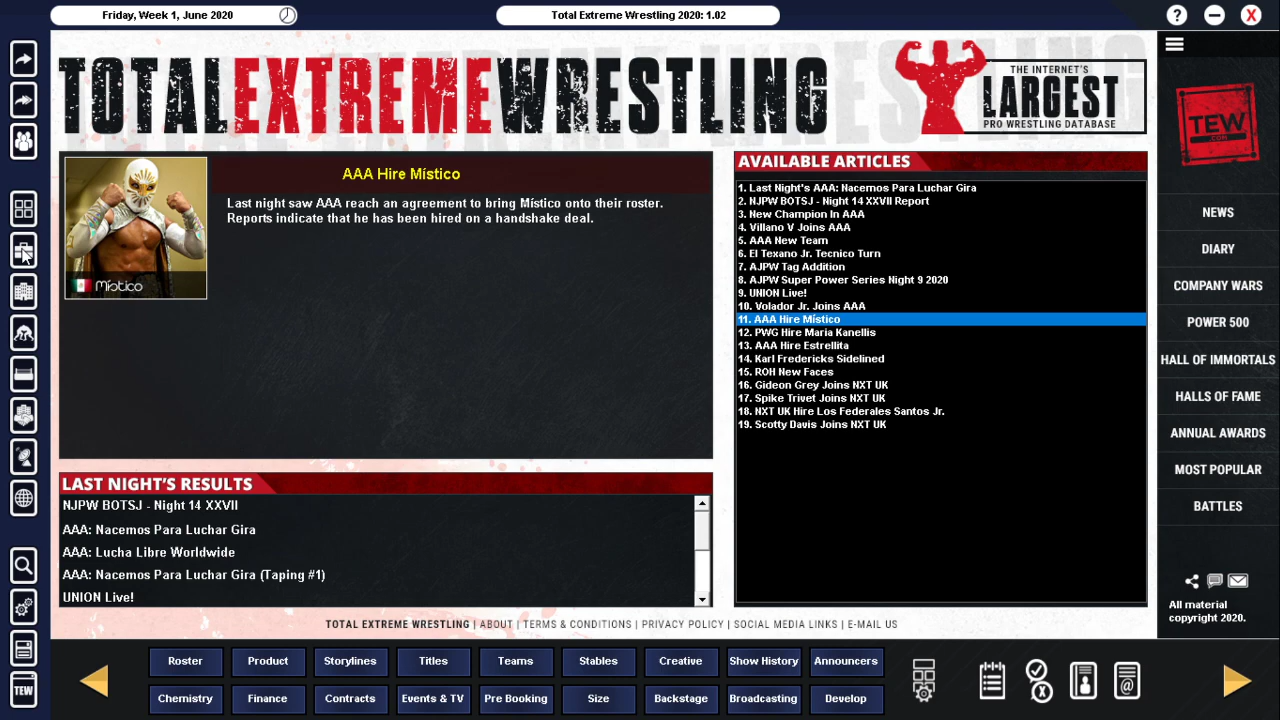 Friday, Week 1, June 2020
Total Extreme Wrestling 2020: 1.02
?
X
TOTALEXTREMEWRESTLING
THE INTERNET'S
LARGEST
PRO WRESTLING DATABASE
TEW
.COM
AAA Hire Místico
Last night saw AAA reach an agreement to bring Místico onto their roster.
Reports indicate that he has been hired on a handshake deal.
Místico
AVAILABLE ARTICLES
1. Last Night's AAA: Nacemos Para Luchar Gira
2. NJPW BOTSJ - Night 14 XXVII Report
3. New Champion In AAA
4. Villano V Joins AAA
5. AAA New Team
6. El Texano Jr. Tecnico Turn
7. AJPW Tag Addition
8. AJPW Super Power Series Night 9 2020
9. UNION Live!
10. Volador Jr. Joins AAA
11. AAA Hire Místico
12. PWG Hire Maria Kanellis
13. AAA Hire Estrellita
14. Karl Fredericks Sidelined
15. ROH New Faces
16. Gideon Grey Joins NXT UK
17. Spike Trivet Joins NXT UK
18. NXT UK Hire Los Federales Santos Jr.
19. Scotty Davis Joins NXT UK
NEWS
DIARY
COMPANY WARS
POWER 500
HALL OF IMMORTALS
HALLS OF FAME
ANNUAL AWARDS
MOST POPULAR
BATTLES
All material
copyright 2020.
LAST NIGHT'S RESULTS
NJPW BOTSJ - Night 14 XXVII
AAA: Nacemos Para Luchar Gira
AAA: Lucha Libre Worldwide
AAA: Nacemos Para Luchar Gira (Taping #1)
UNION Live!
TOTAL EXTREME WRESTLING | ABOUT | TERMS & CONDITIONS | PRIVACY POLICY | SOCIAL MEDIA LINKS | E-MAIL US
Roster Product Storylines Titles Teams Stables Creative Show History Announcers
Chemistry Finance Contracts Events & TV Pre Booking Size Backstage Broadcasting Develop
TEW